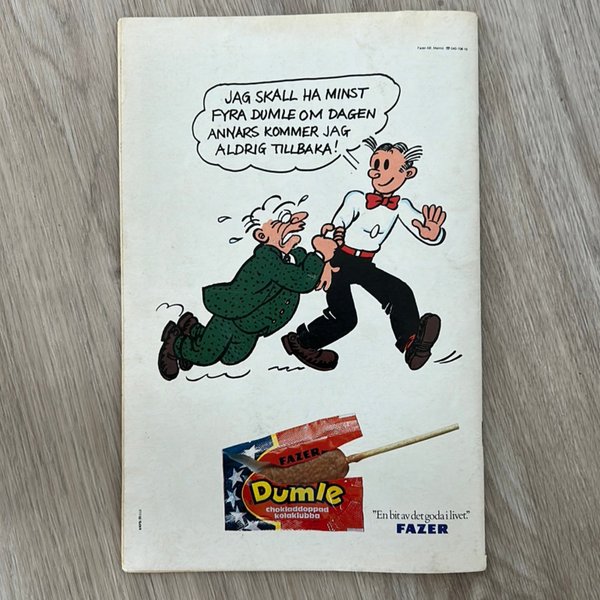 JAG SKALL HA MINST
FYRA DUMLE OM DAGEN
ANNARS KOMMER JAG
ALDRIG TILLBAKA!
FAZER
Dumle
chokladdoppad
kolaklubba
"En bit av det goda i livet."
FAZER